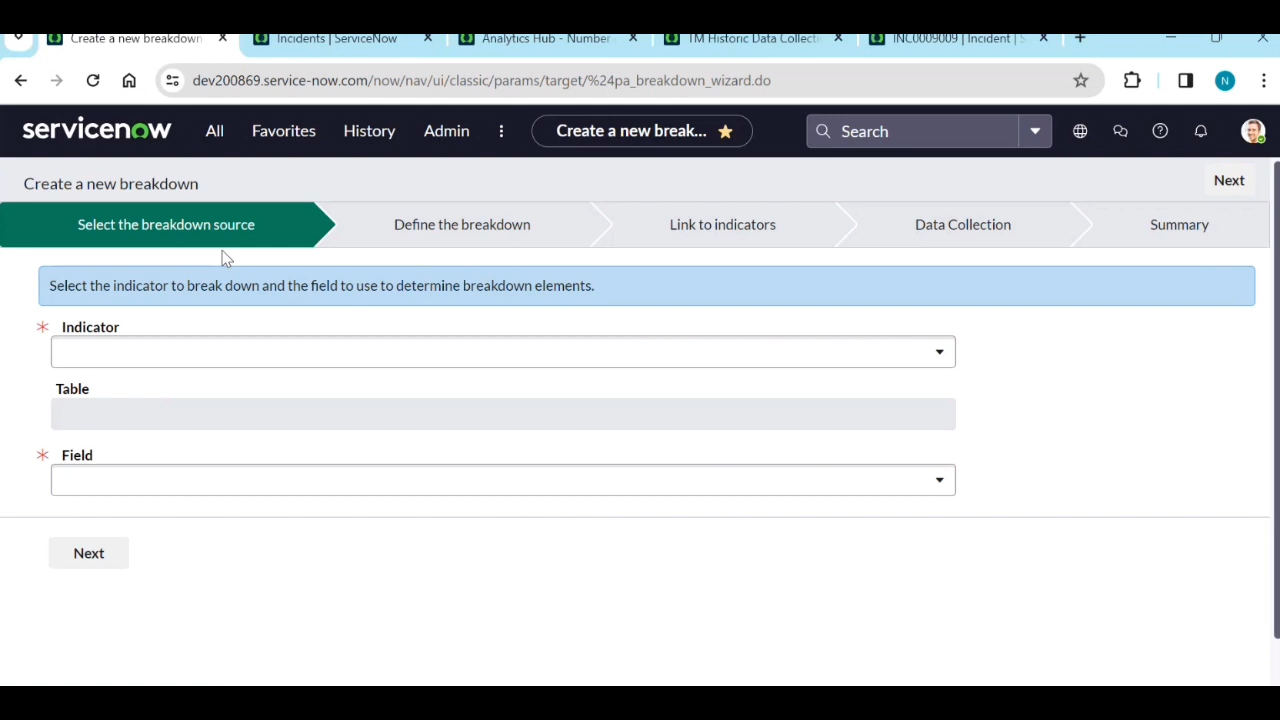 Create a new breakdown
Incidents | ServiceNow
Analytics Hub - Number
TM Historic Data Collecti
INC0009009 | Incident | S
dev200869.service-now.com/now/nav/ui/classic/params/target/%24pa_breakdown_wizard.do
N
servicenow
All
Favorites
History
Admin
Create a new break...
Search
Create a new breakdown
Next
Select the breakdown source
Define the breakdown
Link to indicators
Data Collection
Summary
Select the indicator to break down and the field to use to determine breakdown elements.
* Indicator
Table
* Field
Next